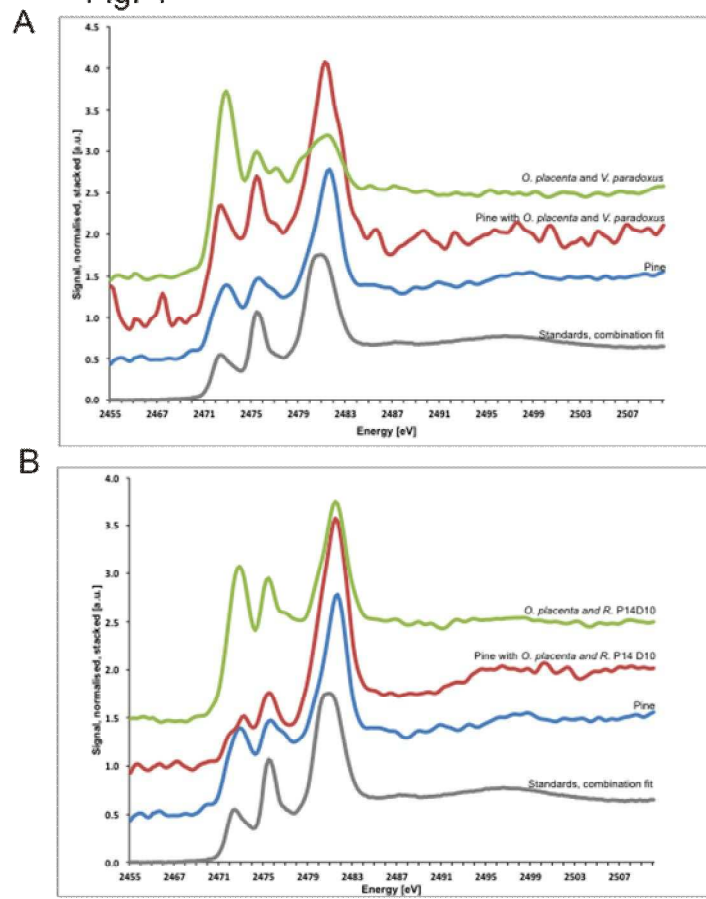 A
4.5
4.0
3.5
3.0
2.5
2.0
1.5
1.0
0.5
0.0
Signal, normalised, stacked [a.u.]
O. placenta and V. paradoxus
Pine with O. placenta and V. paradoxus
Pine
Standards, combination fit
2455 2467 2471 2475 2479 2483 2487 2491 2495 2499 2503 2507
Energy [eV]
B
4.0
3.5
3.0
2.5
2.0
1.5
1.0
0.5
0.0
Signal, normalised, stacked [a.u.]
O. placenta and R. P14D10
Pine with O. placenta and R. P14 D10
Pine
Standards, combination fit
2455 2467 2471 2475 2479 2483 2487 2491 2495 2499 2503 2507
Energy [eV]